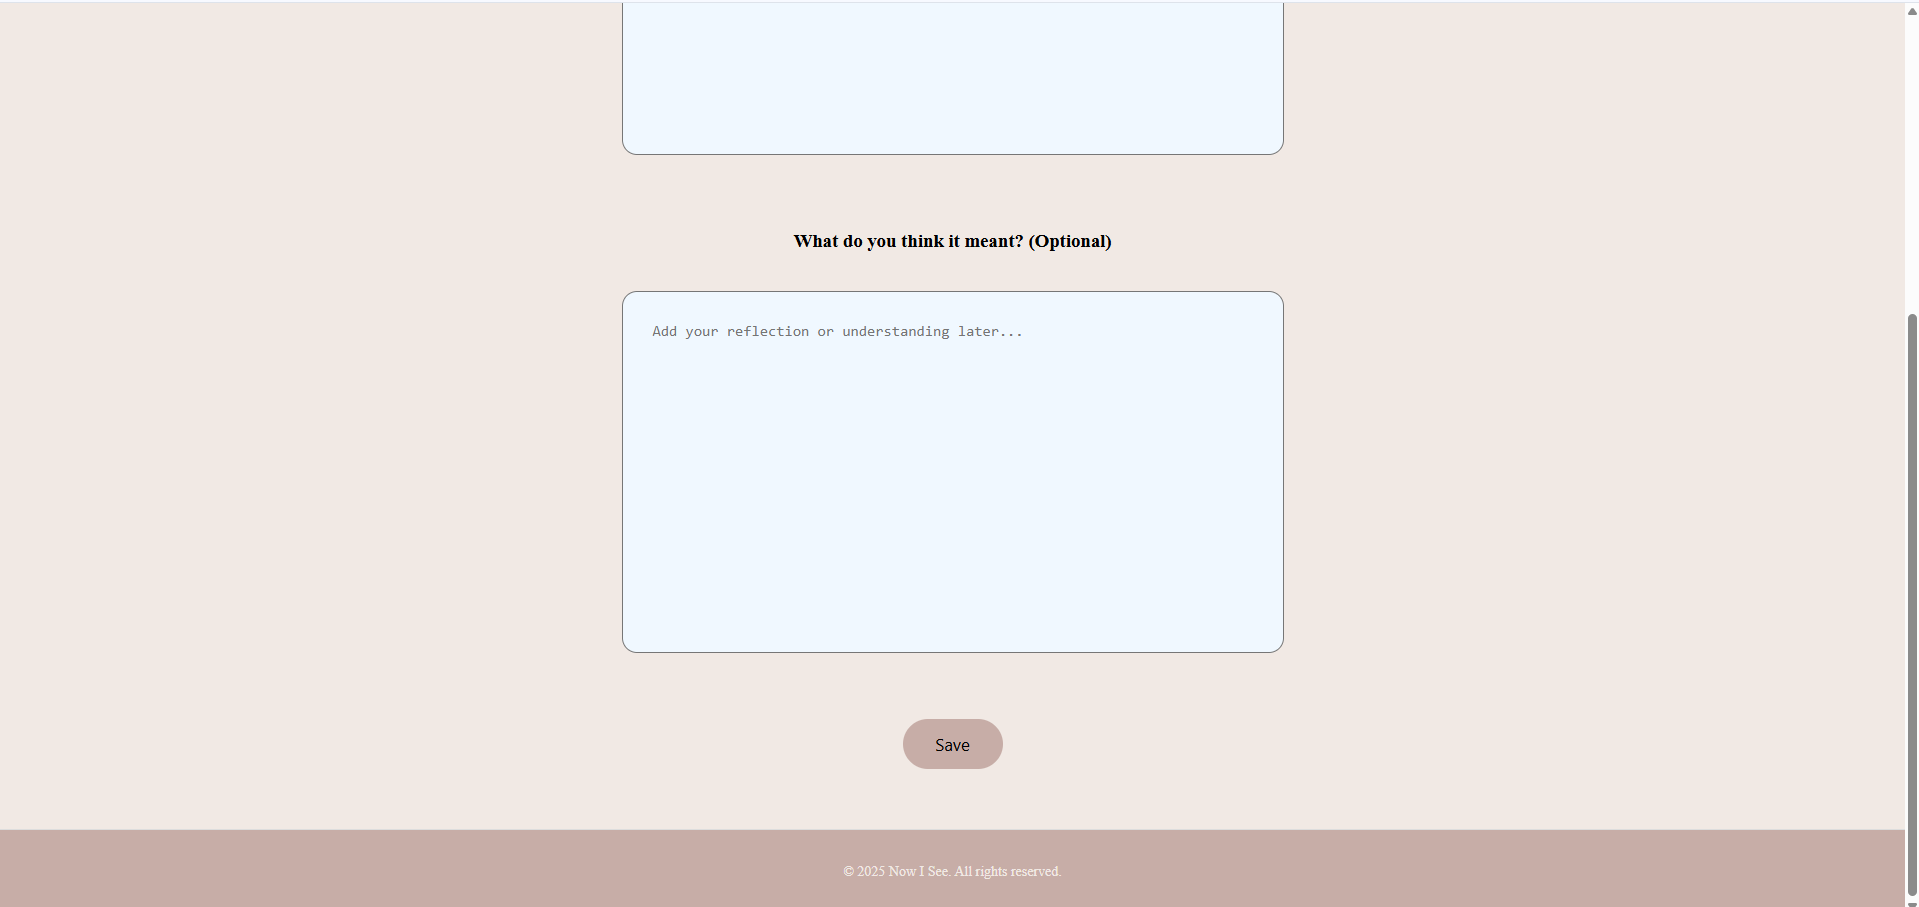 What do you think it meant? (Optional)
Add your reflection or understanding later...
Save
© 2025 Now I See. All rights reserved.